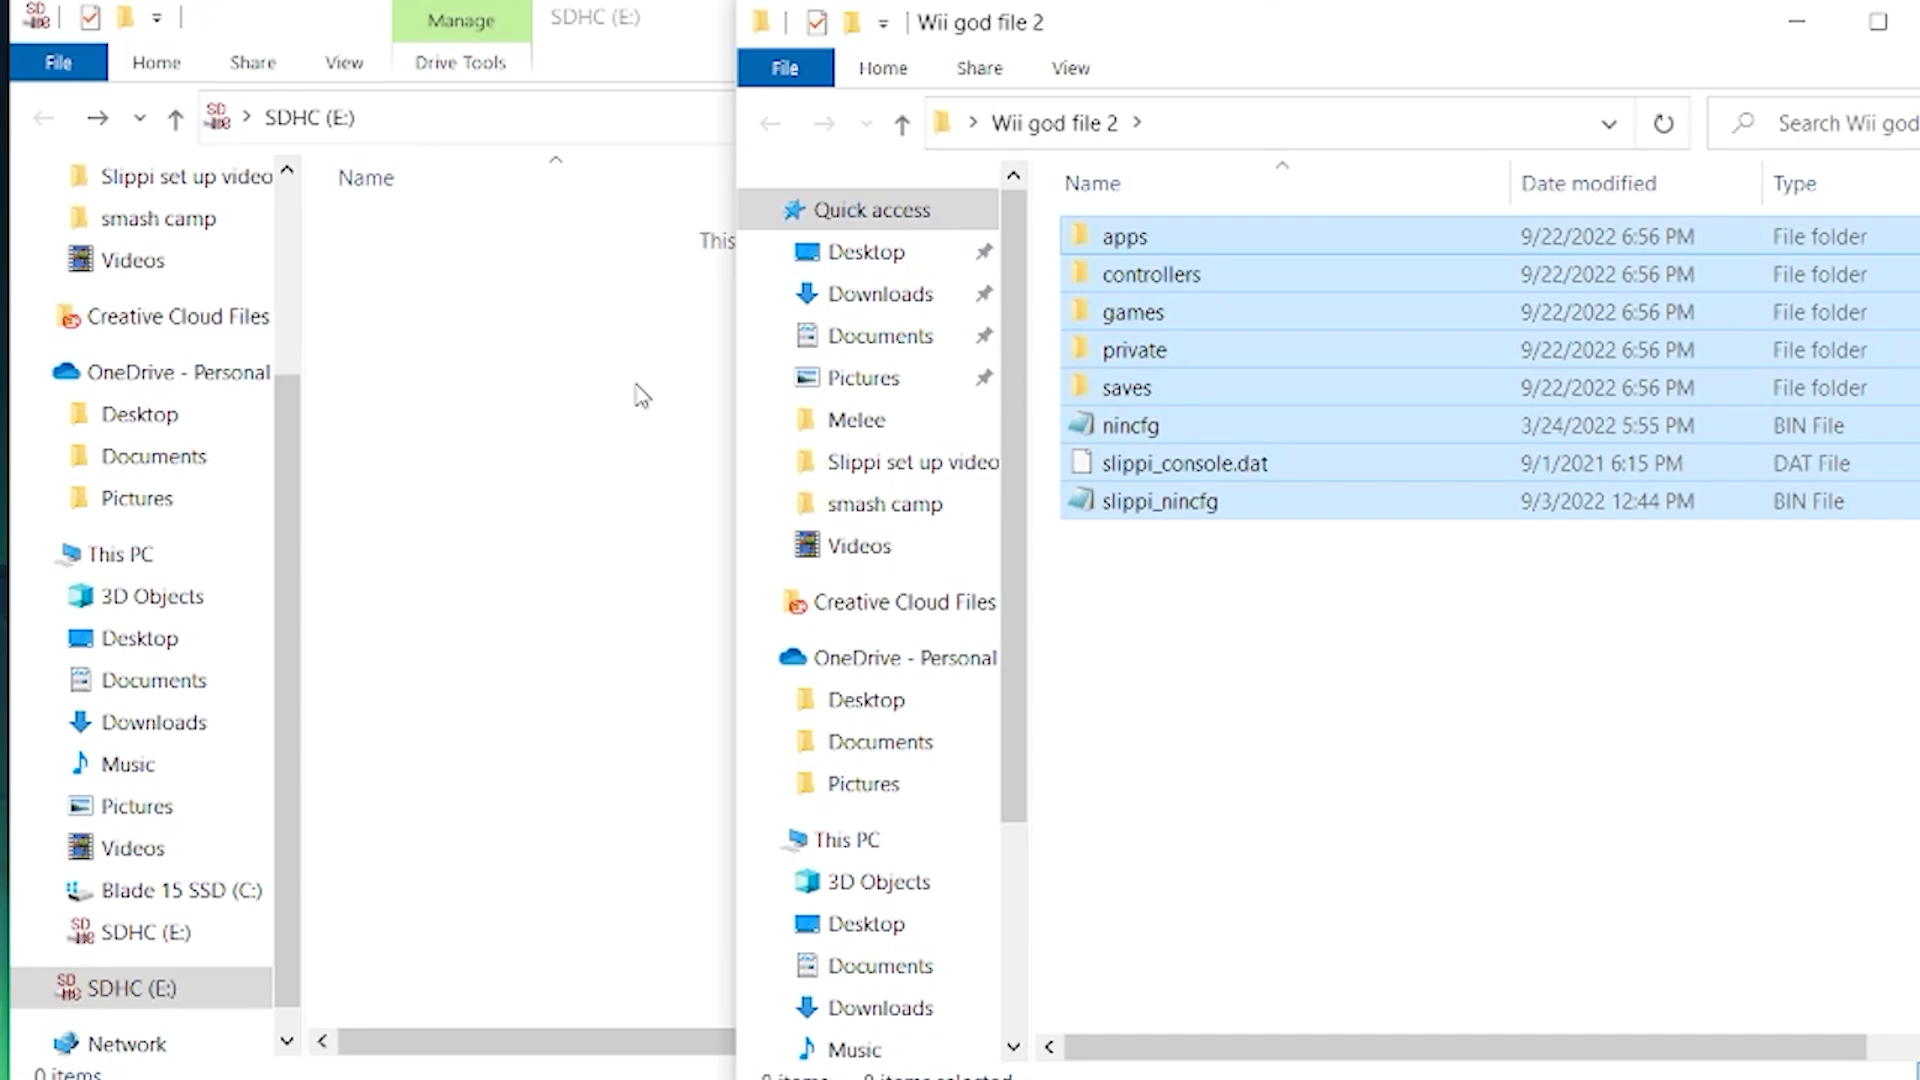 Manage
SDHC (E:)
File
Home
Share
View
Drive Tools
SDHC (E:)
Slippi set up video
smash camp
Videos
Creative Cloud Files
OneDrive - Personal
Desktop
Documents
Pictures
This PC
3D Objects
Desktop
Documents
Downloads
Music
Pictures
Videos
Blade 15 SSD (C:)
SDHC (E:)
SDHC (E:)
Network
0 items
Name
This
Wii god file 2
File
Home
Share
View
Wii god file 2
Search Wii god
Quick access
Desktop
Downloads
Documents
Pictures
Melee
Slippi set up video
smash camp
Videos
Creative Cloud Files
OneDrive - Personal
Desktop
Documents
Pictures
This PC
3D Objects
Desktop
Documents
Downloads
Music
Name Date modified Type
apps 9/22/2022 6:56 PM File folder
controllers 9/22/2022 6:56 PM File folder
games 9/22/2022 6:56 PM File folder
private 9/22/2022 6:56 PM File folder
saves 9/22/2022 6:56 PM File folder
nincfg 3/24/2022 5:55 PM BIN File
slippi_console.dat 9/1/2021 6:15 PM DAT File
slippi_nincfg 9/3/2022 12:44 PM BIN File